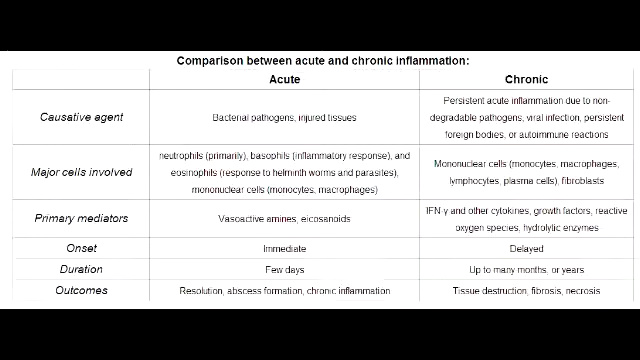 Comparison between acute and chronic inflammation:
Acute
Chronic
Causative agent
Bacterial pathogens, injured tissues
Persistent acute inflammation due to non-
degradable pathogens, viral infection, persistent
foreign bodies, or autoimmune reactions
Major cells involved
neutrophils (primarily), basophils (inflammatory response), and
eosinophils (response to helminth worms and parasites),
mononuclear cells (monocytes, macrophages)
Mononuclear cells (monocytes, macrophages,
lymphocytes, plasma cells), fibroblasts
Primary mediators
Vasoactive amines, eicosanoids
IFN-γ and other cytokines, growth factors, reactive
oxygen species, hydrolytic enzymes
Onset
Immediate
Delayed
Duration
Few days
Up to many months, or years
Outcomes
Resolution, abscess formation, chronic inflammation
Tissue destruction, fibrosis, necrosis